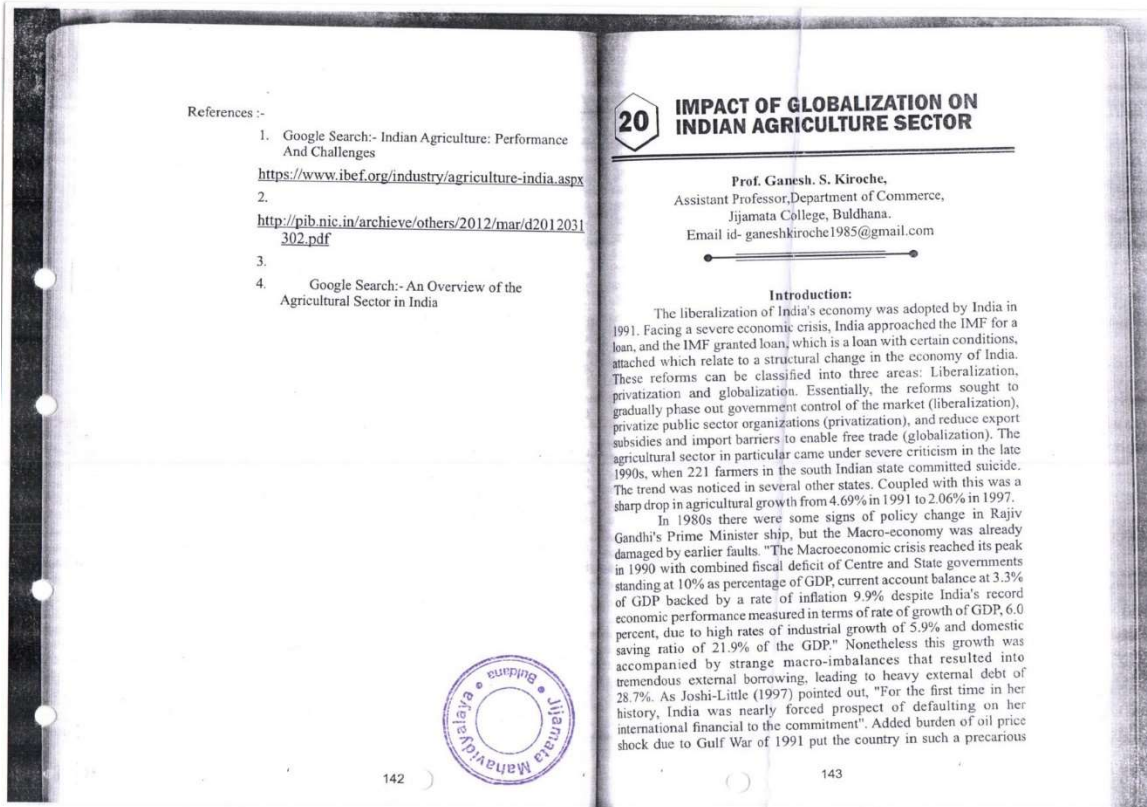 References :-
1. Google Search:- Indian Agriculture: Performance
And Challenges
https://www.ibef.org/industry/agriculture-india.aspx
2.
http://pib.nic.in/archieve/others/2012/mar/d2012031
302.pdf
3.
4. Google Search:- An Overview of the
Agricultural Sector in India
Jijamata Mahavidyalaya • Buldana •
142
20
IMPACT OF GLOBALIZATION ON
INDIAN AGRICULTURE SECTOR
Prof. Ganesh. S. Kiroche,
Assistant Professor,Department of Commerce,
Jijamata College, Buldhana.
Email id- ganeshkiroche1985@gmail.com
Introduction:
The liberalization of India's economy was adopted by India in
1991. Facing a severe economic crisis, India approached the IMF for a
loan, and the IMF granted loan, which is a loan with certain conditions,
attached which relate to a structural change in the economy of India.
These reforms can be classified into three areas: Liberalization,
privatization and globalization. Essentially, the reforms sought to
gradually phase out government control of the market (liberalization),
privatize public sector organizations (privatization), and reduce export
subsidies and import barriers to enable free trade (globalization). The
agricultural sector in particular came under severe criticism in the late
1990s, when 221 farmers in the south Indian state committed suicide.
The trend was noticed in several other states. Coupled with this was a
sharp drop in agricultural growth from 4.69% in 1991 to 2.06% in 1997.
In 1980s there were some signs of policy change in Rajiv
Gandhi's Prime Minister ship, but the Macro-economy was already
damaged by earlier faults. "The Macroeconomic crisis reached its peak
in 1990 with combined fiscal deficit of Centre and State governments
standing at 10% as percentage of GDP, current account balance at 3.3%
of GDP backed by a rate of inflation 9.9% despite India's record
economic performance measured in terms of rate of growth of GDP, 6.0
percent, due to high rates of industrial growth of 5.9% and domestic
saving ratio of 21.9% of the GDP." Nonetheless this growth was
accompanied by strange macro-imbalances that resulted into
tremendous external borrowing, leading to heavy external debt of
28.7%. As Joshi-Little (1997) pointed out, "For the first time in her
history, India was nearly forced prospect of defaulting on her
international financial to the commitment". Added burden of oil price
shock due to Gulf War of 1991 put the country in such a precarious
143